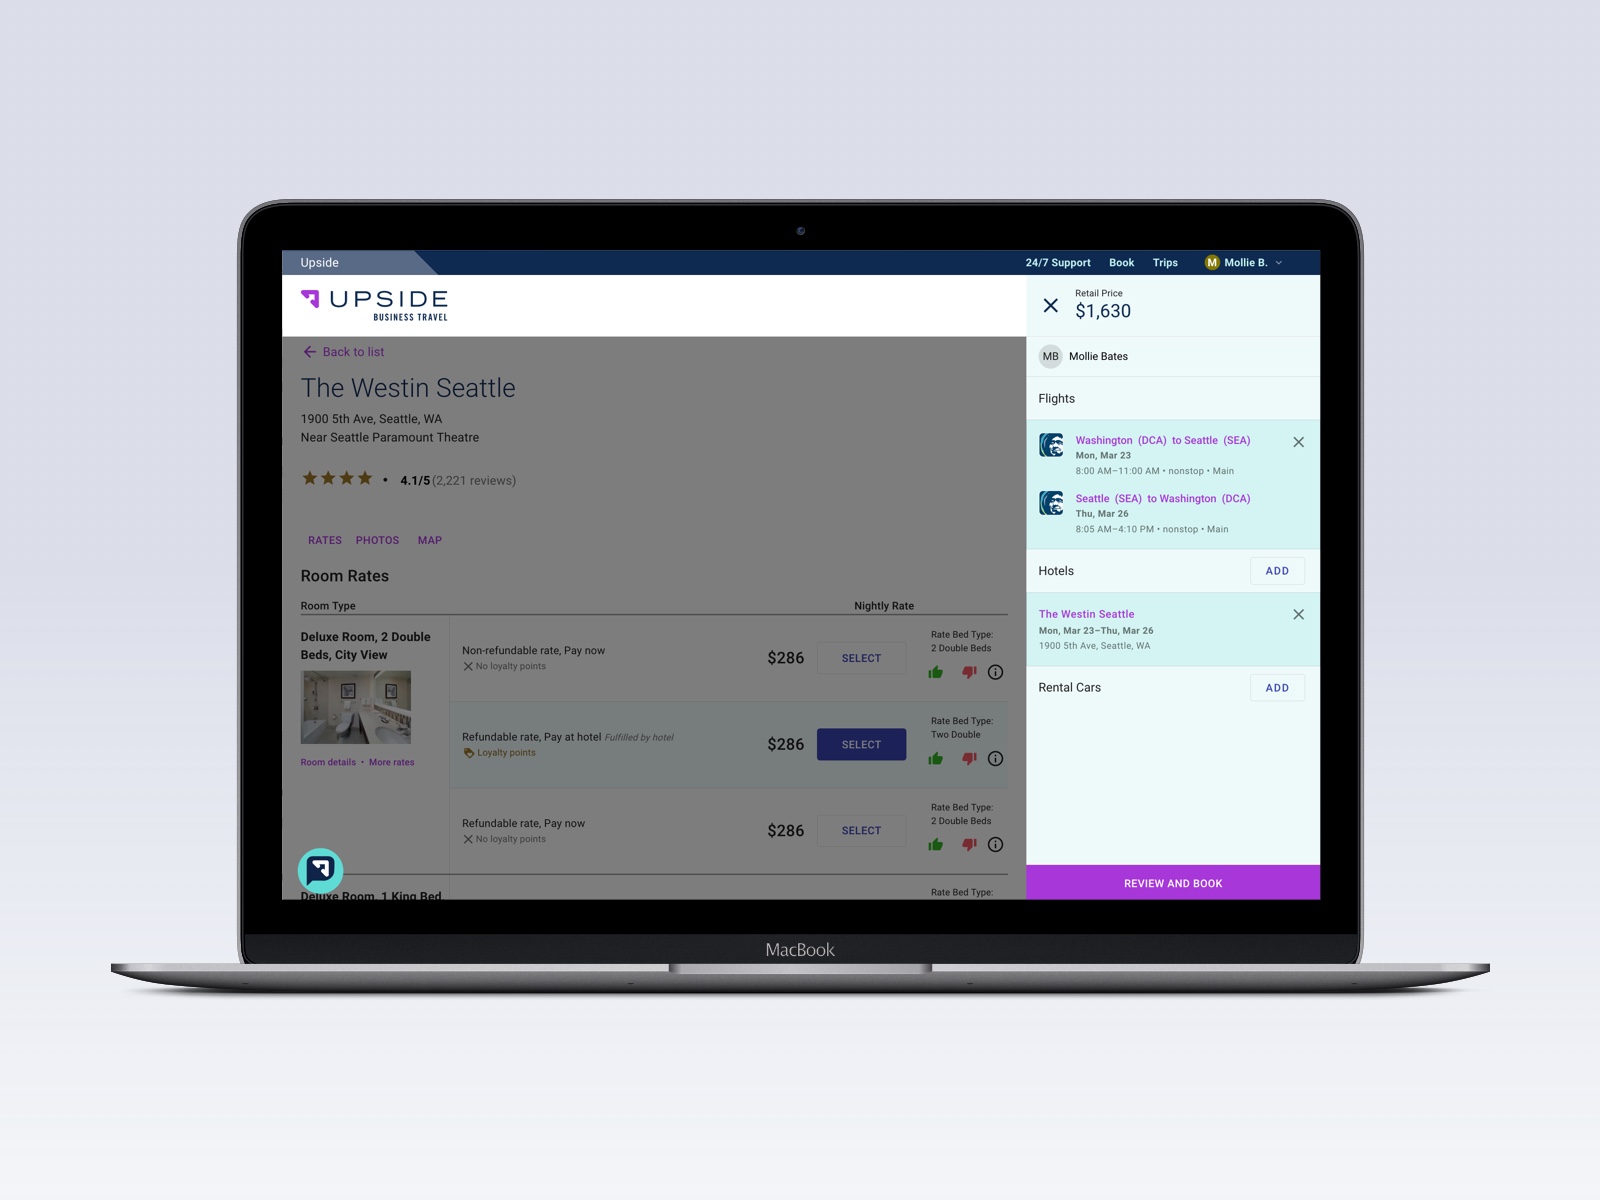 Upside
24/7 Support Book Trips M Mollie B.
UPSIDE
BUSINESS TRAVEL
Back to list
The Westin Seattle
1900 5th Ave, Seattle, WA
Near Seattle Paramount Theatre
4.1/5 (2,221 reviews)
RATES PHOTOS MAP
Room Rates
Room Type Nightly Rate
Deluxe Room, 2 Double
Beds, City View
Room details • More rates
Non-refundable rate, Pay now
No loyalty points
$286
SELECT
Rate Bed Type:
2 Double Beds
Refundable rate, Pay at hotel Fulfilled by hotel
Loyalty points
$286
SELECT
Rate Bed Type:
Two Double
Refundable rate, Pay now
No loyalty points
$286
SELECT
Rate Bed Type:
2 Double Beds
Deluxe Room, 1 King Bed
Rate Bed Type:
Retail Price
$1,630
MB Mollie Bates
Flights
Washington (DCA) to Seattle (SEA)
Mon, Mar 23
8:00 AM–11:00 AM • nonstop • Main
Seattle (SEA) to Washington (DCA)
Thu, Mar 26
8:05 AM–4:10 PM • nonstop • Main
Hotels ADD
The Westin Seattle
Mon, Mar 23–Thu, Mar 26
1900 5th Ave, Seattle, WA
Rental Cars ADD
REVIEW AND BOOK
MacBook